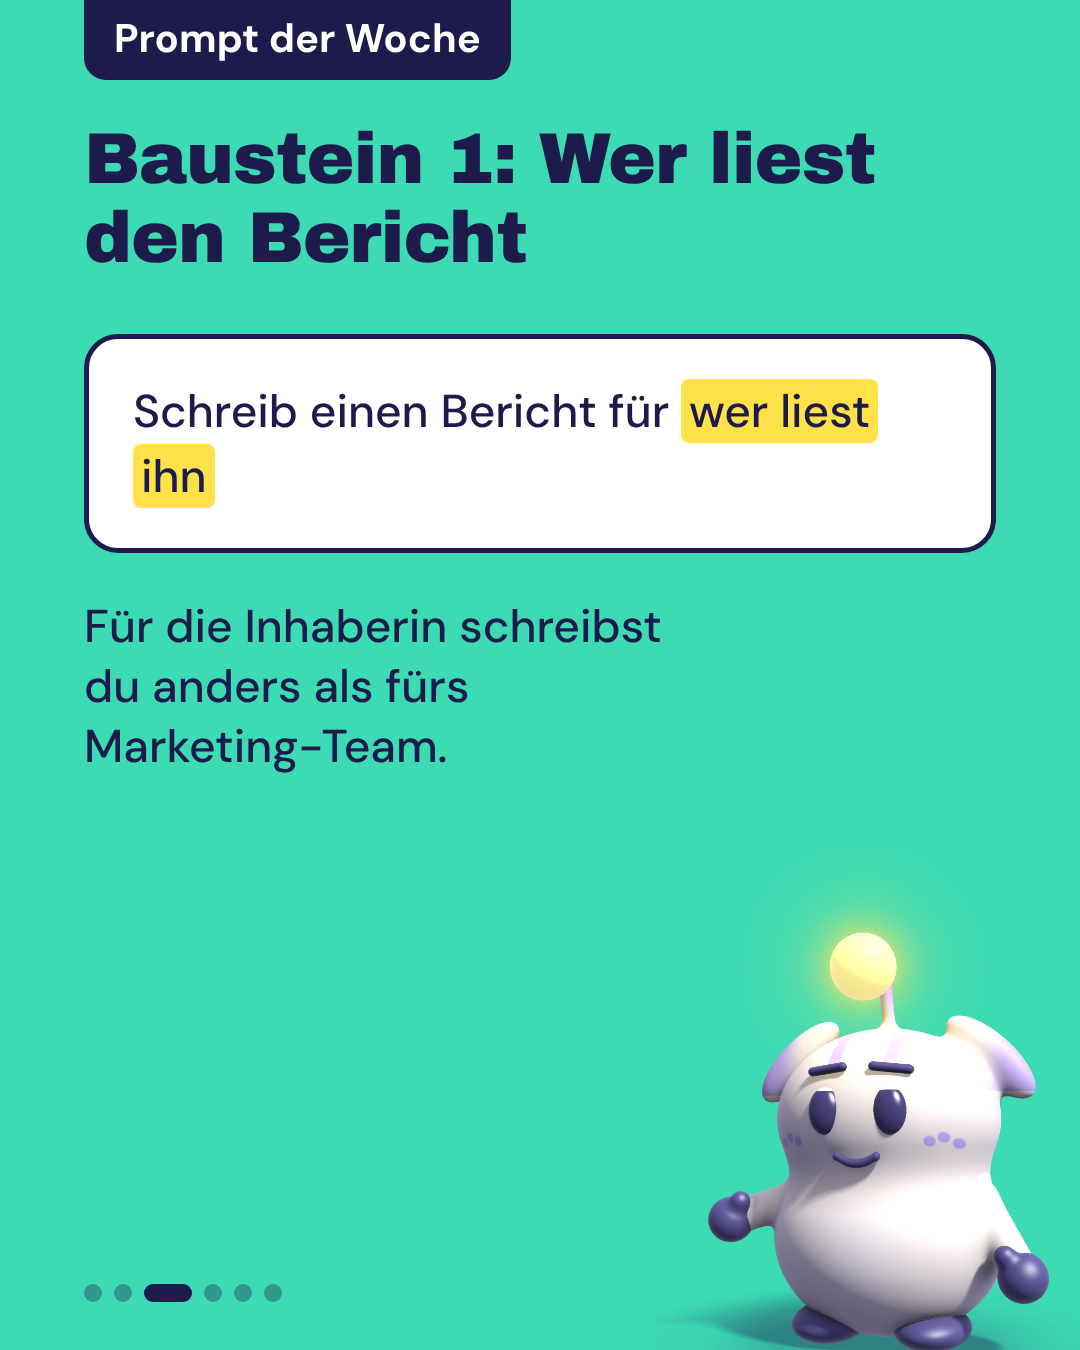 Prompt der Woche
Baustein 1: Wer liest
den Bericht
Schreib einen Bericht für wer liest
ihn
Für die Inhaberin schreibst
du anders als fürs
Marketing-Team.